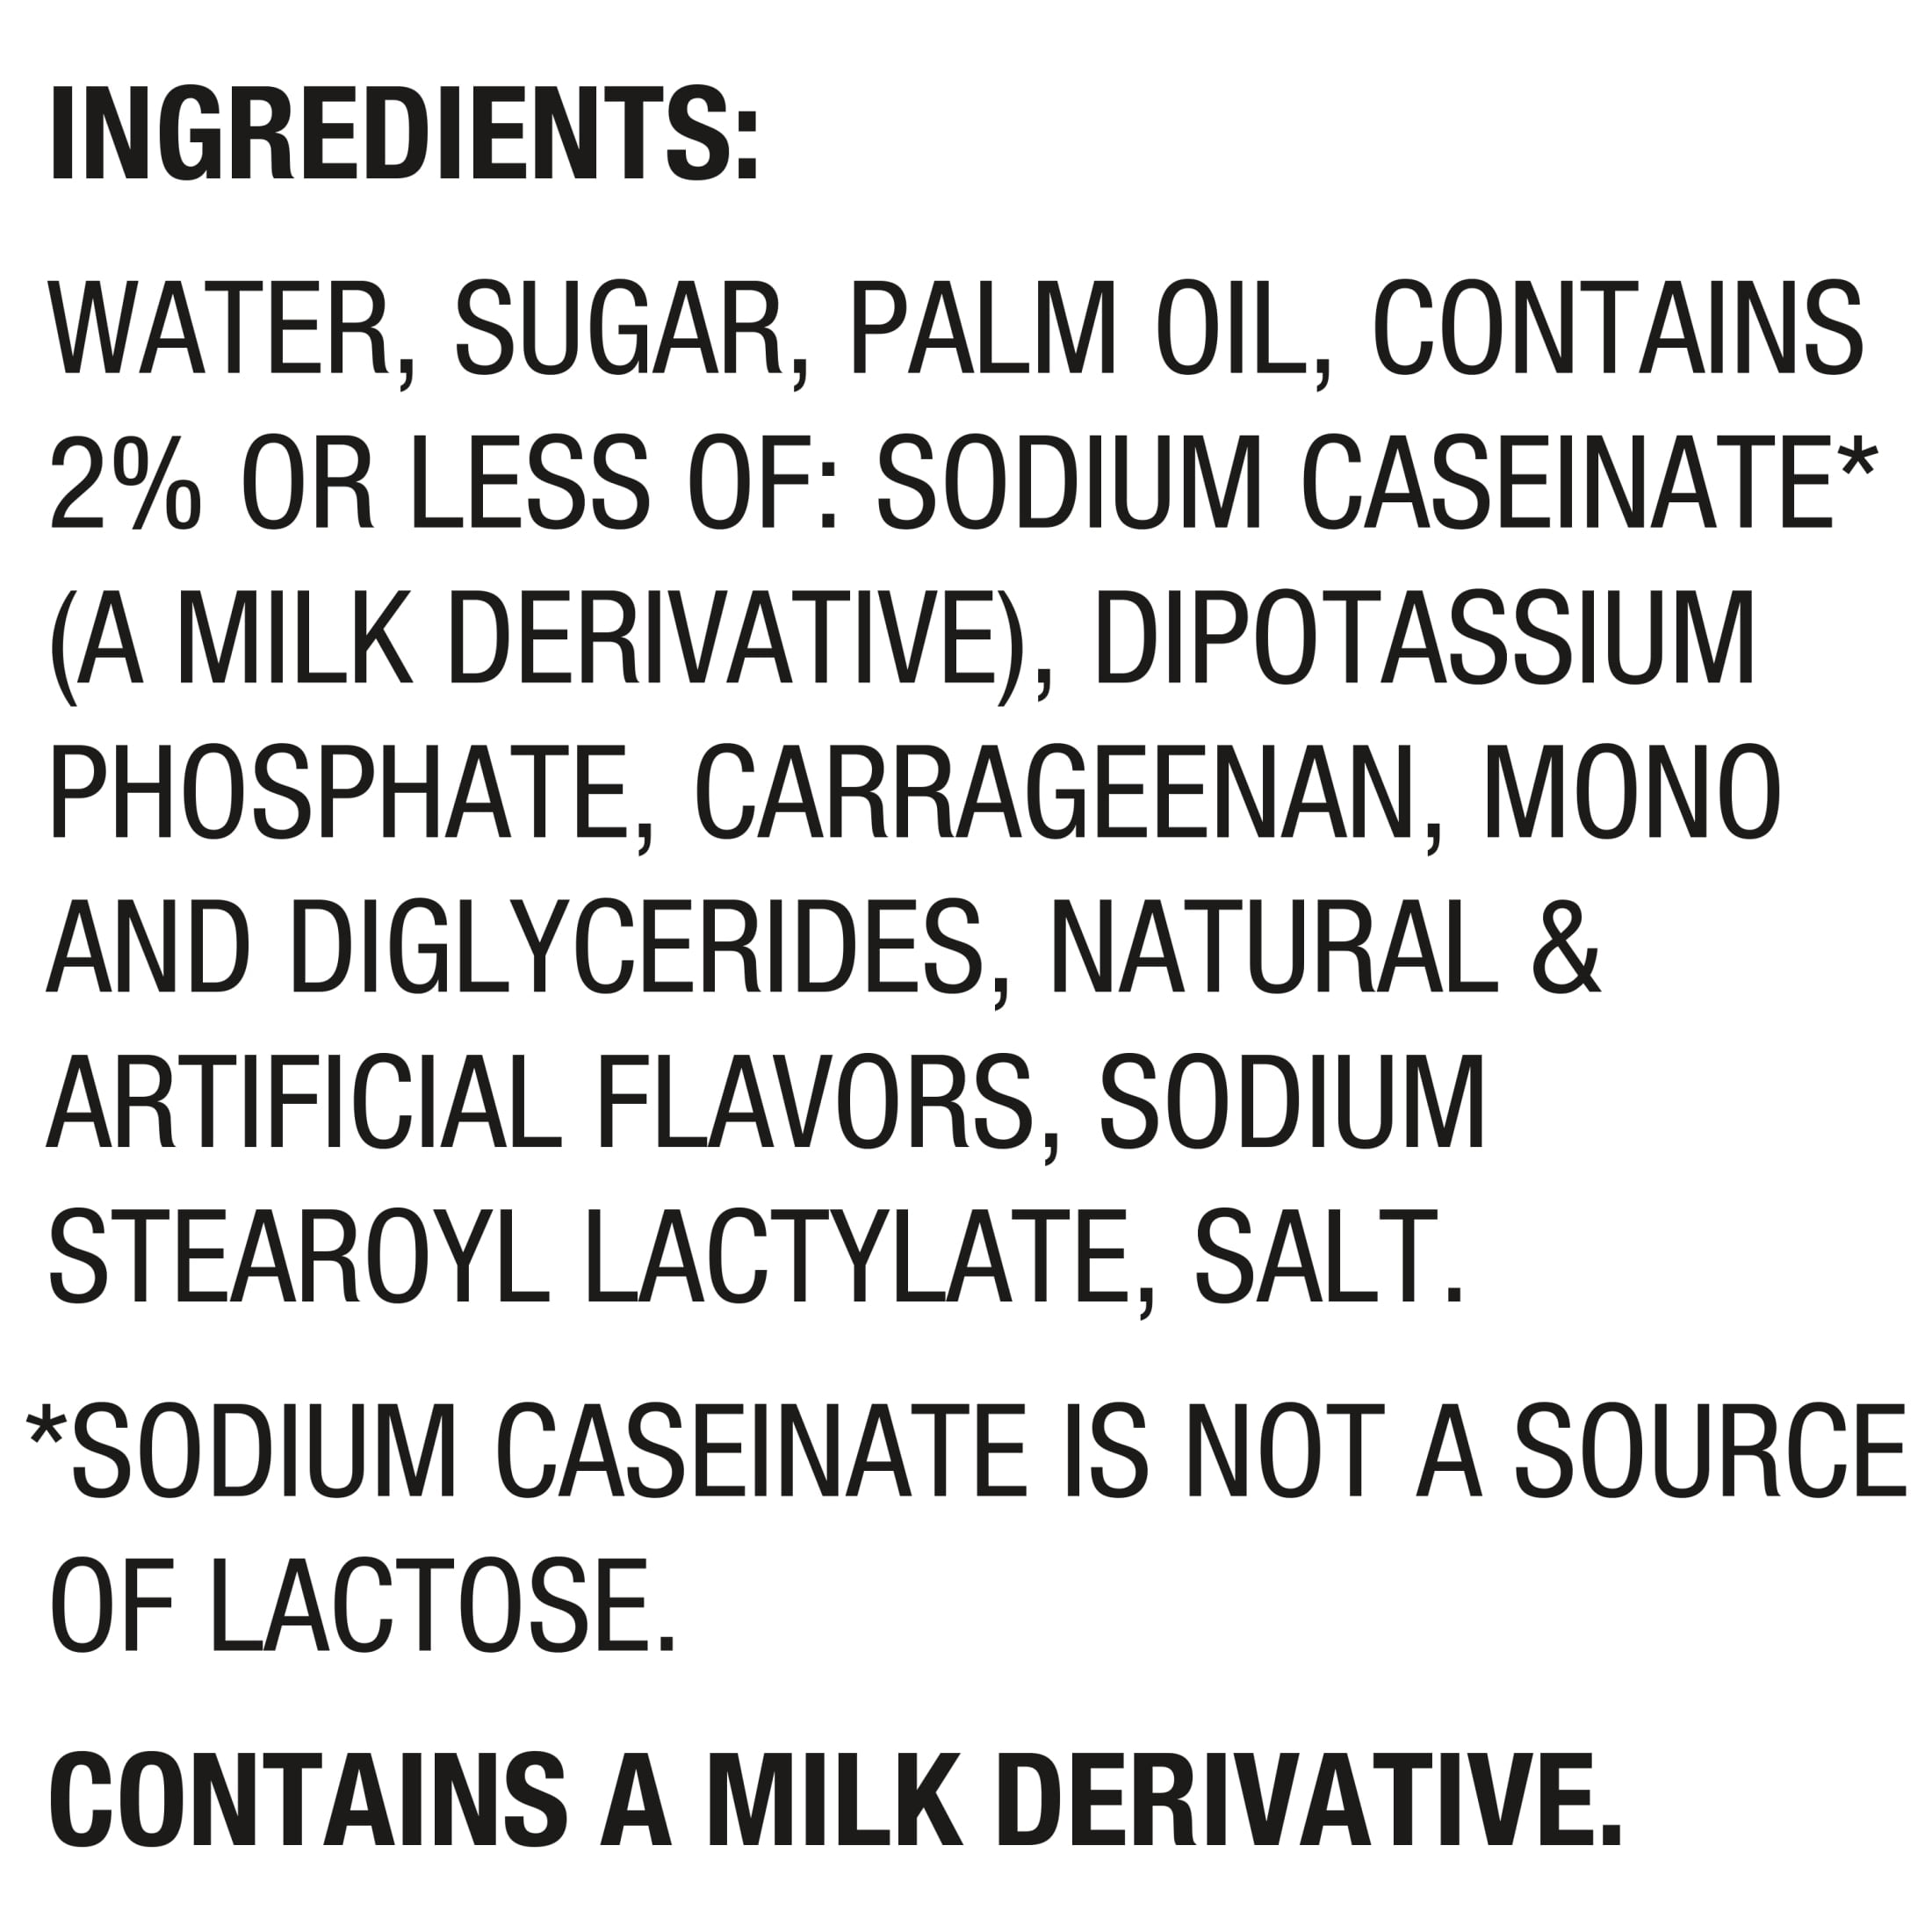 INGREDIENTS:
WATER, SUGAR, PALM OIL, CONTAINS
2% OR LESS OF: SODIUM CASEINATE*
(A MILK DERIVATIVE), DIPOTASSIUM
PHOSPHATE, CARRAGEENAN, MONO
AND DIGLYCERIDES, NATURAL &
ARTIFICIAL FLAVORS, SODIUM
STEAROYL LACTYLATE, SALT.
*SODIUM CASEINATE IS NOT A SOURCE
OF LACTOSE.
CONTAINS A MILK DERIVATIVE.